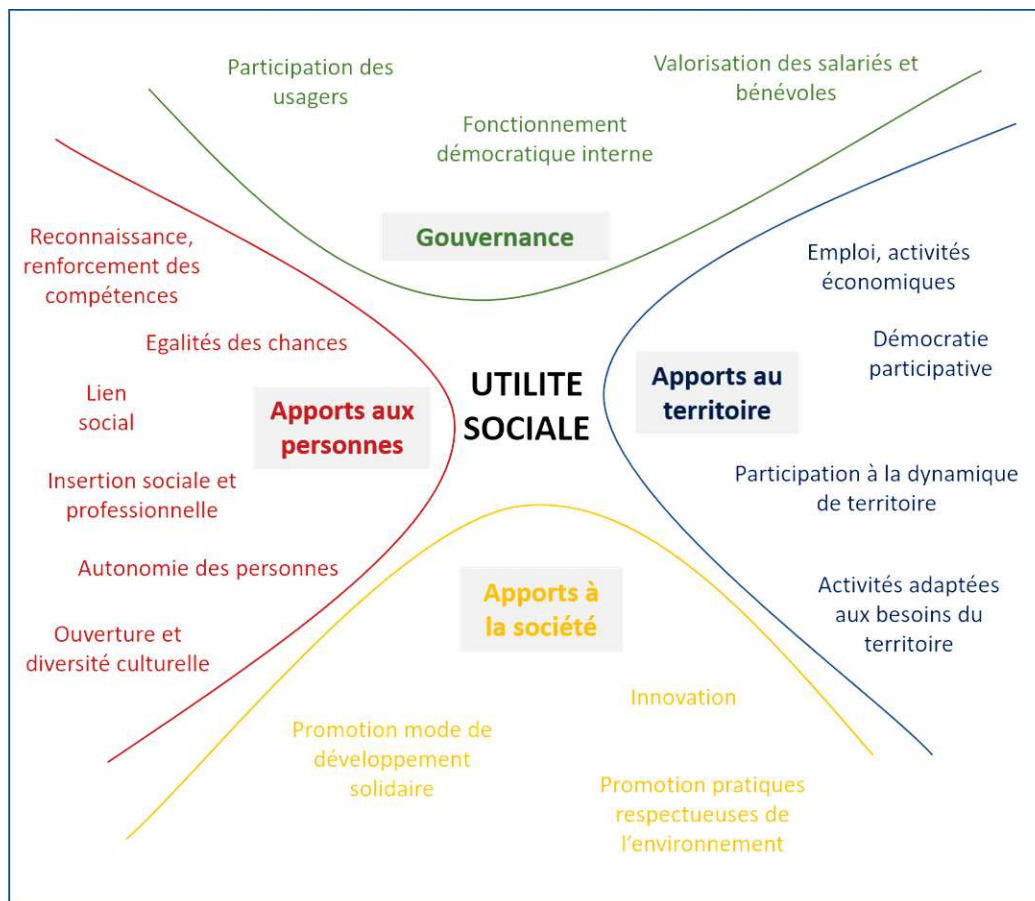 Participation des
usagers
Valorisation des salariés et
bénévoles
Fonctionnement
démocratique interne
Gouvernance
Reconnaissance,
renforcement des
compétences
Egalités des chances
Lien
social
Apports aux
personnes
Insertion sociale et
professionnelle
Autonomie des personnes
Ouverture et
diversité culturelle
UTILITE
SOCIALE
Emploi, activités
économiques
Démocratie
participative
Apports au
territoire
Participation à la dynamique
de territoire
Activités adaptées
aux besoins du
territoire
Apports à
la société
Innovation
Promotion mode de
développement
solidaire
Promotion pratiques
respectueuses de
l’environnement